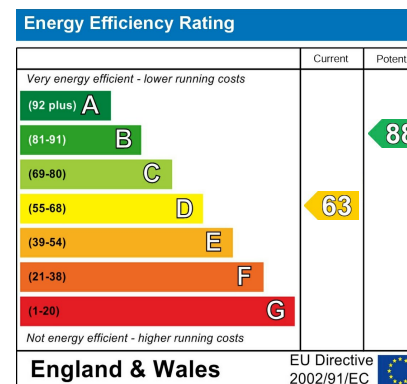 Energy Efficiency Rating
Current Potent
Very energy efficient - lower running costs
(92 plus) A
(81-91) B
88
(69-80) C
(55-68) D
63
(39-54) E
(21-38) F
(1-20) G
Not energy efficient - higher running costs
England & Wales
EU Directive
2002/91/EC